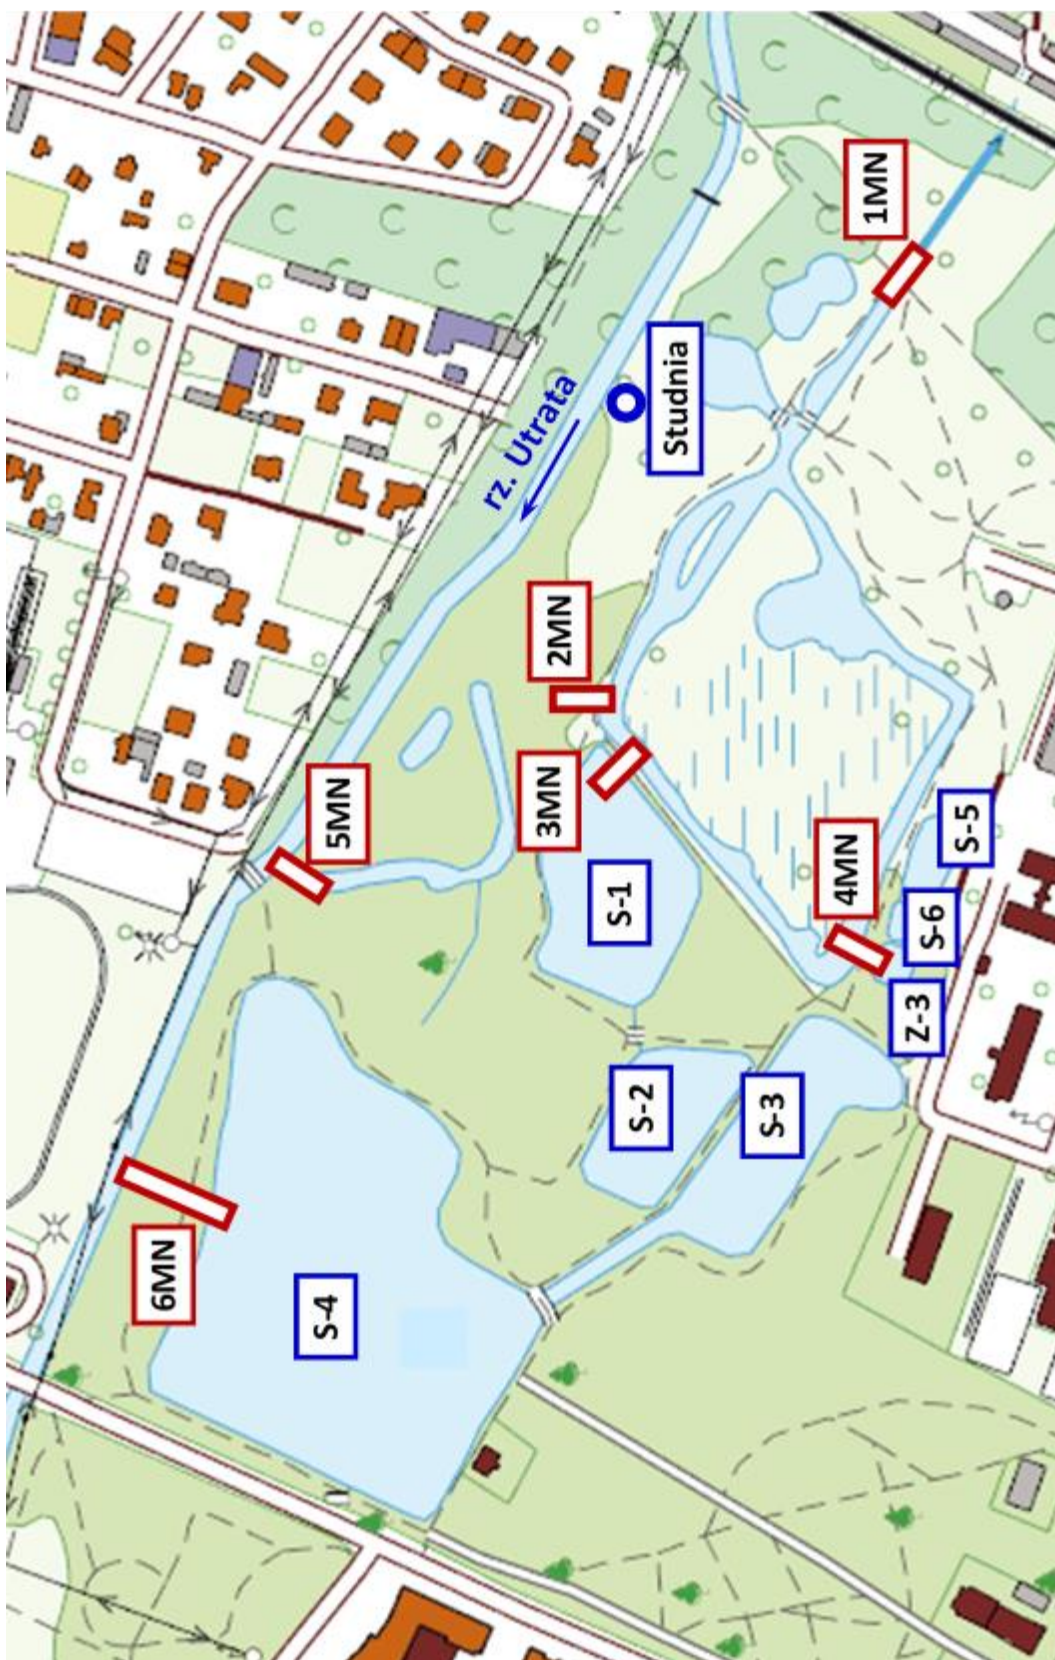 6MN
5MN
S-4
rz. Utrata
3MN
2MN
S-1
S-2
Studnia
S-3
4MN
1MN
Z-3
S-6
S-5